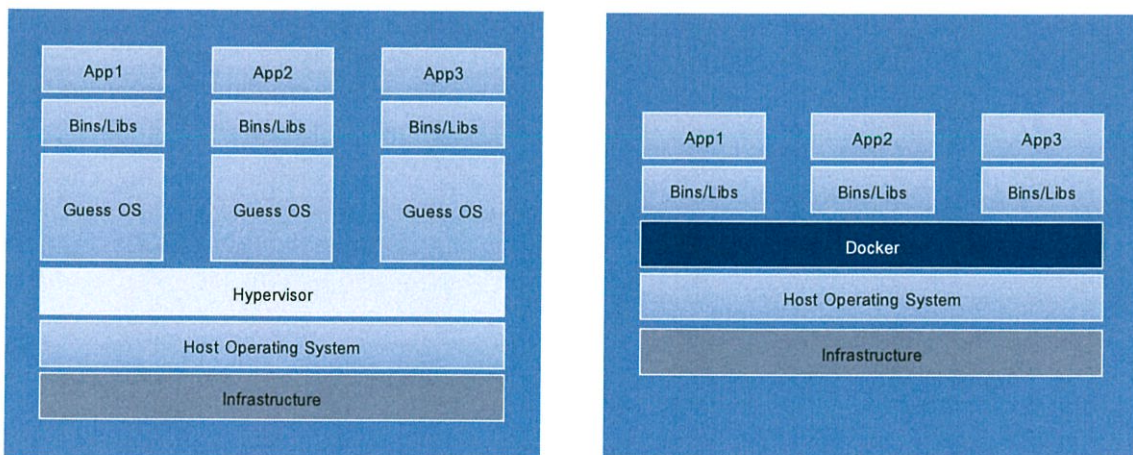 App1 App2 App3
Bins/Libs Bins/Libs Bins/Libs
Guess OS Guess OS Guess OS
Hypervisor
Host Operating System
Infrastructure
App1 App2 App3
Bins/Libs Bins/Libs Bins/Libs
Docker
Host Operating System
Infrastructure